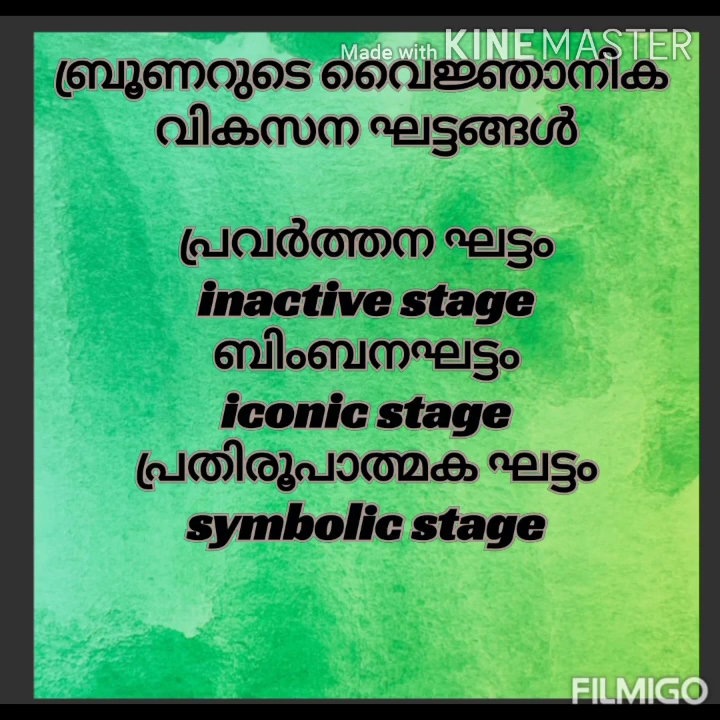 Made with KINEMASTER
ബ്രൂണറുടെ വൈജ്ഞാനിക
വികസന ഘട്ടങ്ങൾ
പ്രവർത്തന ഘട്ടം
inactive stage
ബിംബനഘട്ടം
iconic stage
പ്രതിരൂപാത്മക ഘട്ടം
symbolic stage
FILMIGO